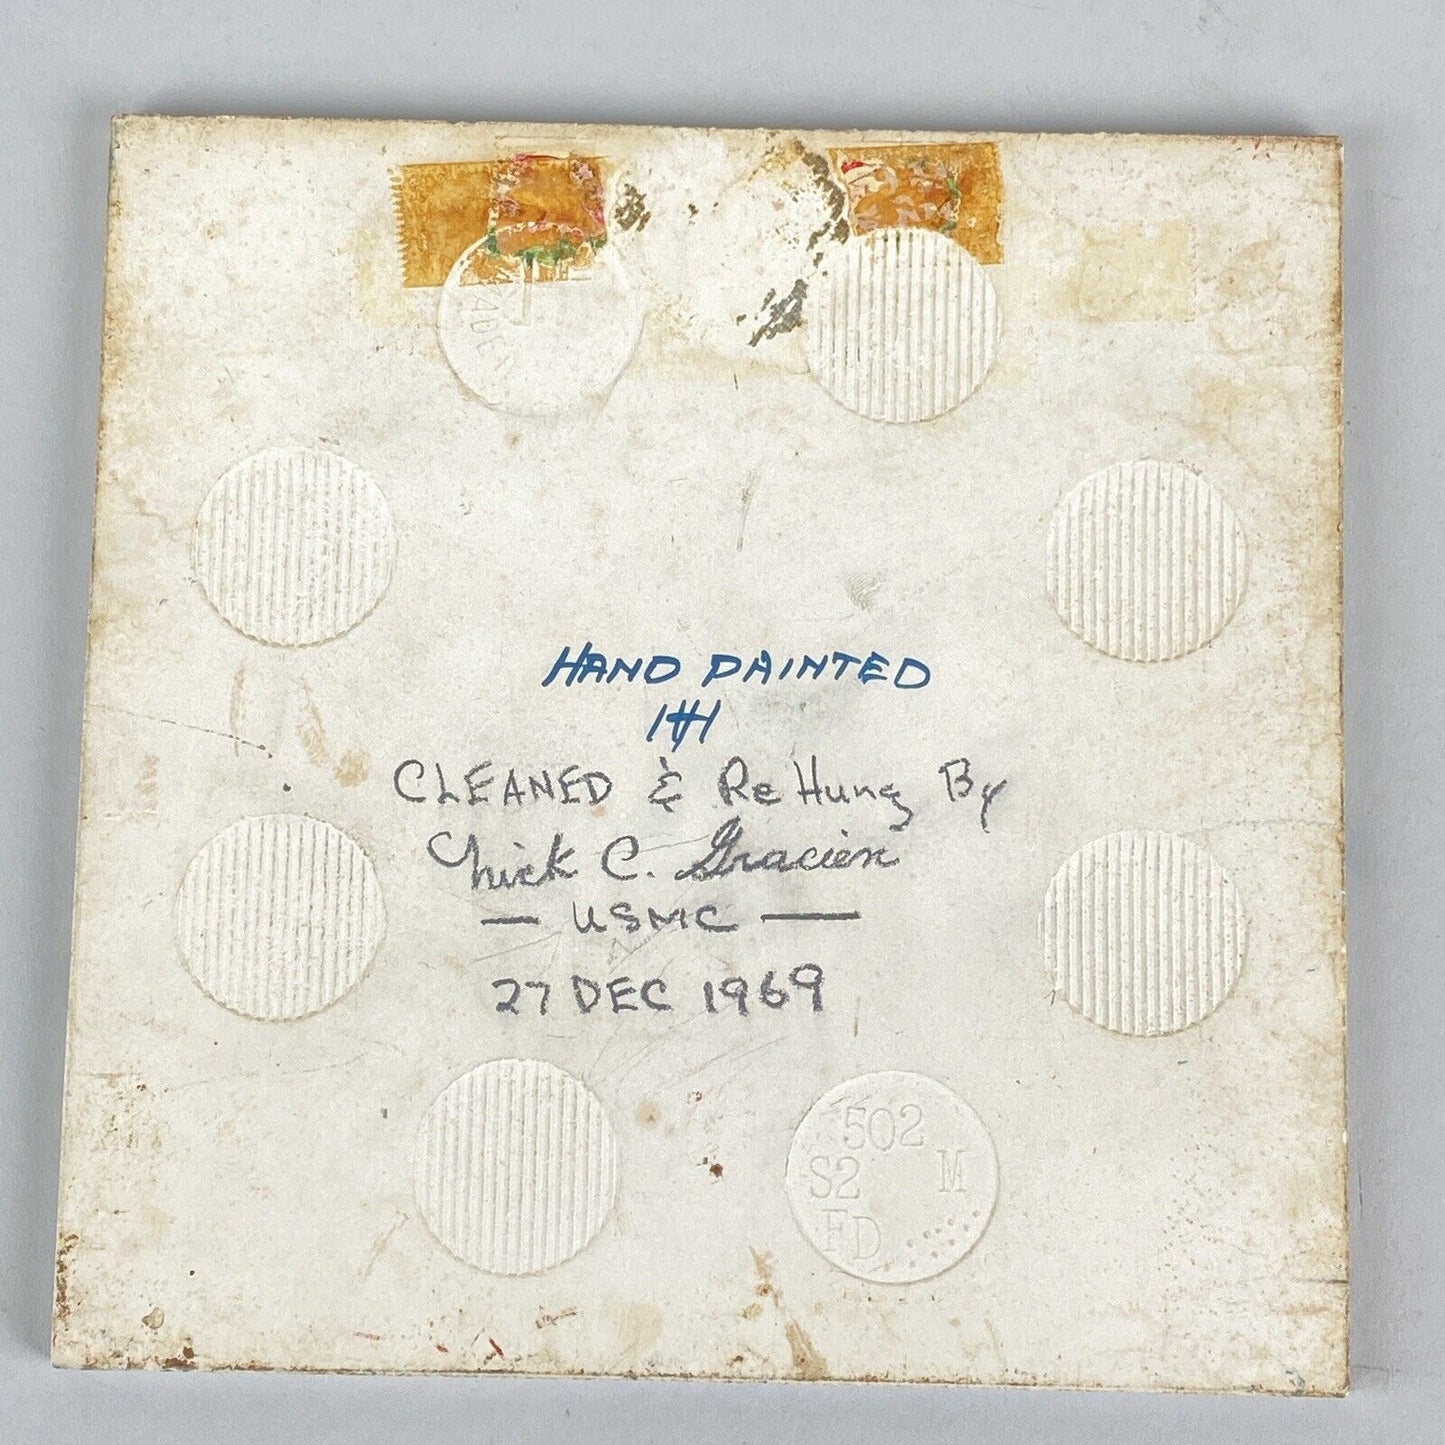 HAND PAINTED
CLEANED & Re Hung By
Chick C. Gracien
— USMC —
27 DEC 1969
502
S2 M
FD